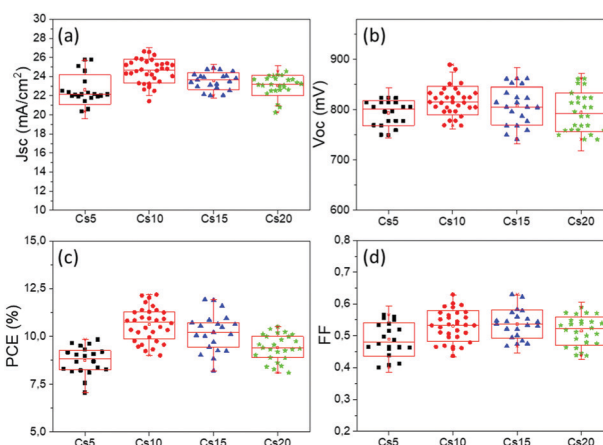 (a)
Jsc (mA/cm²)
30
28
26
24
22
20
18
16
14
12
10
Cs5 Cs10 Cs15 Cs20
(b)
Voc (mV)
900
800
700
600
Cs5 Cs10 Cs15 Cs20
(c)
PCE (%)
15,0
12,5
10,0
7,5
5,0
Cs5 Cs10 Cs15 Cs20
(d)
FF
0,8
0,7
0,6
0,5
0,4
0,3
0,2
Cs5 Cs10 Cs15 Cs20